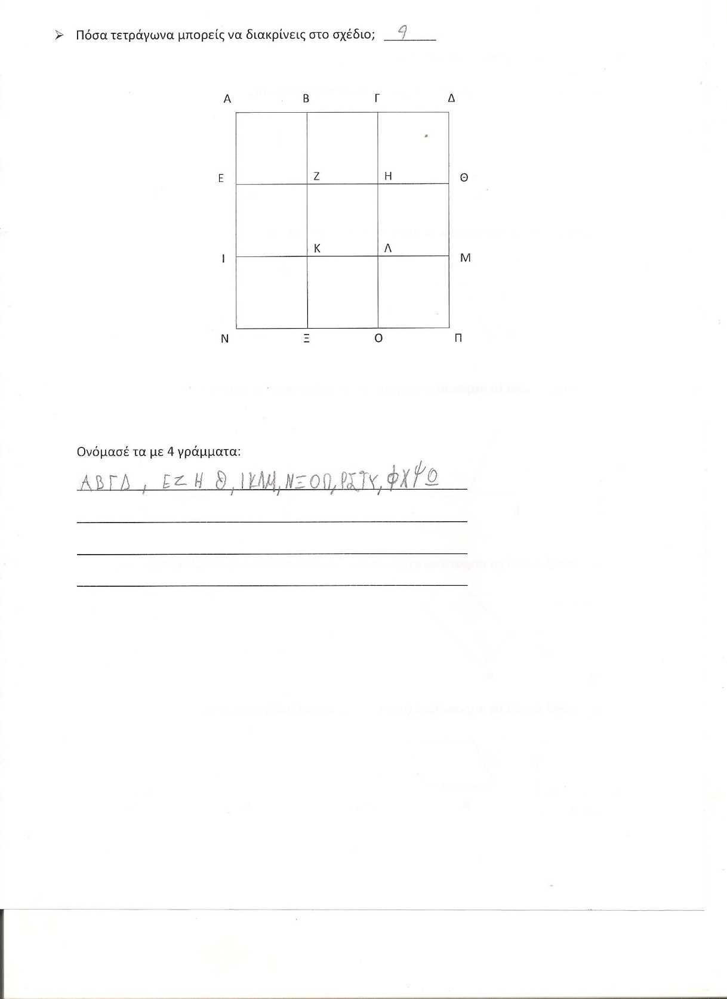 ➢ Πόσα τετράγωνα μπορείς να διακρίνεις στο σχέδιο; 9
Α Β Γ Δ
Ε Ζ Η Θ
Ι Κ Λ Μ
Ν Ξ Ο Π
Ονόμασέ τα με 4 γράμματα:
ΑΒΓΔ, ΕΖΗΘ, ΙΚΛΜ, ΝΞΟΠ, ΡΣΤΥ, ΦΧΨΩ